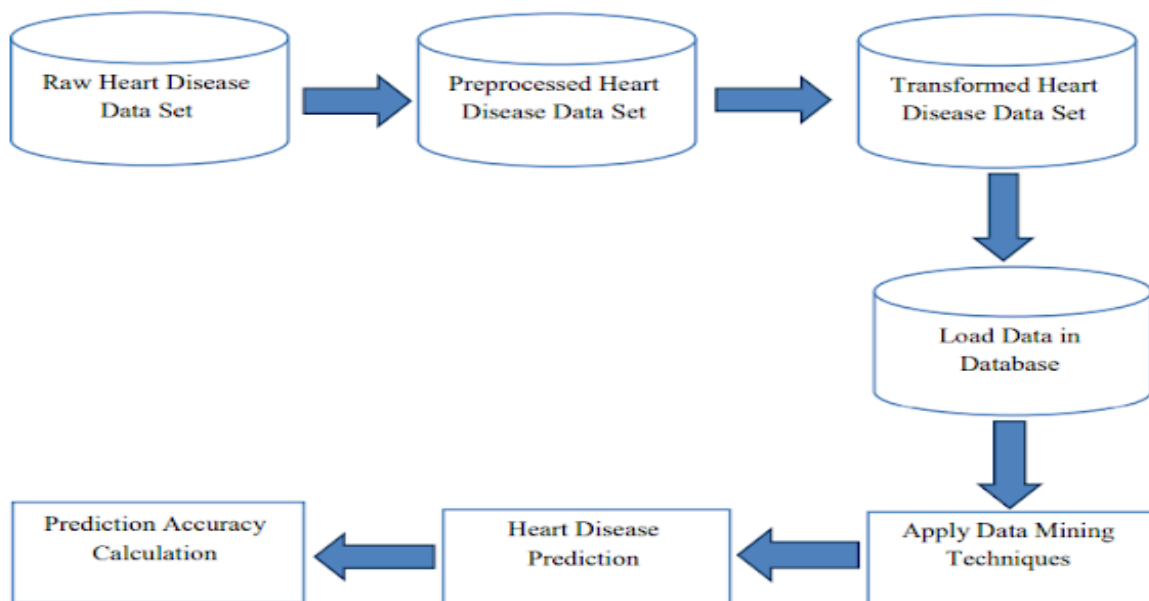 Raw Heart Disease
Data Set
Preprocessed Heart
Disease Data Set
Transformed Heart
Disease Data Set
Load Data in
Database
Apply Data Mining
Techniques
Heart Disease
Prediction
Prediction Accuracy
Calculation